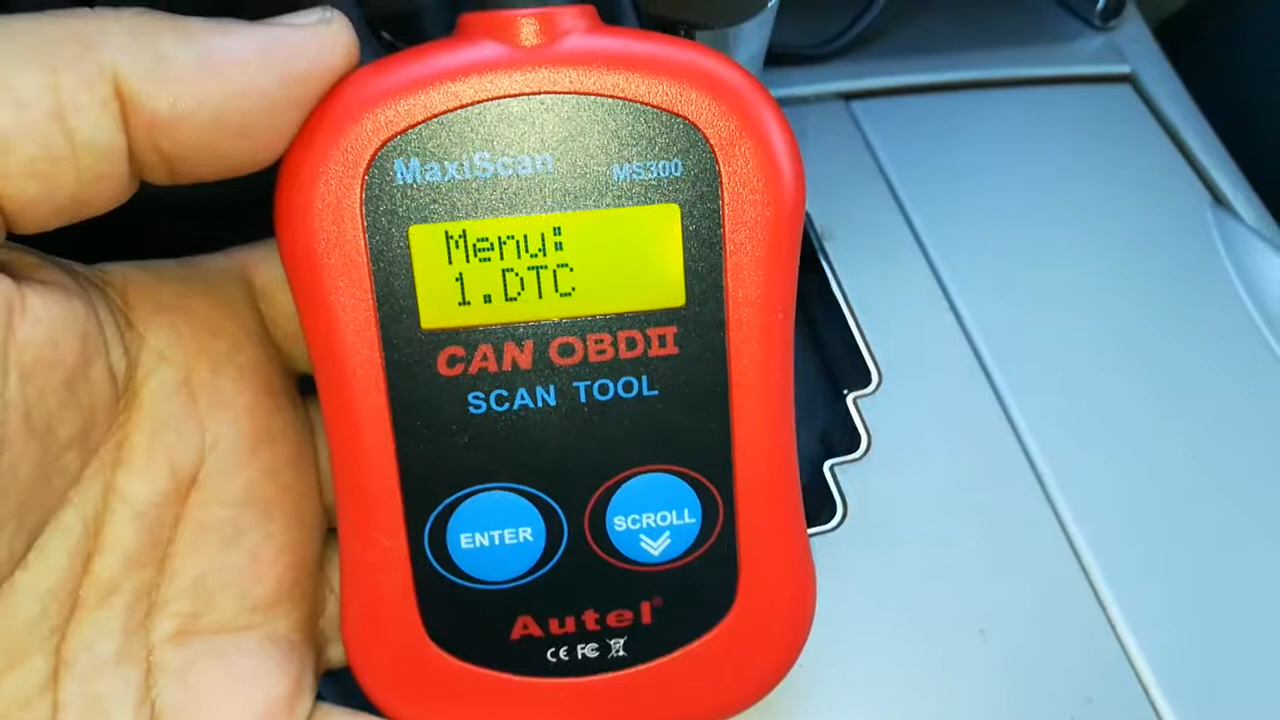 MaxiScan MS300
Menu:
1.DTC
CAN OBDII
SCAN TOOL
ENTER
SCROLL
Autel®
CE FC